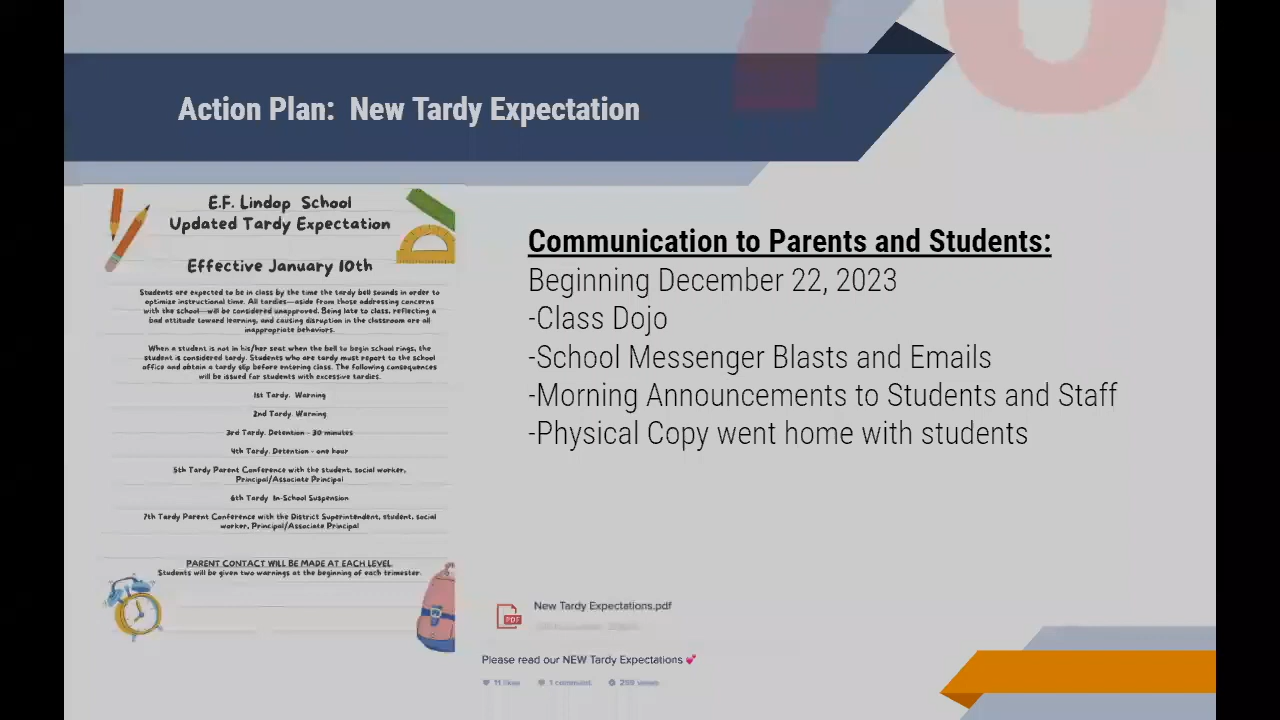 Action Plan: New Tardy Expectation
E.F. Lindop School
Updated Tardy Expectation
Effective January 10th
Students are expected to be in class by the time the tardy bell sounds in order to
optimize instructional time. All tardies—aside from those addressing concerns
with the school—will be considered unapproved. Being late to class, reflecting a
bad attitude toward learning, and causing disruption in the classroom are all
inappropriate behaviors.
When a student is not in his/her seat when the bell to begin school rings, the
student is considered tardy. Students who are tardy must report to the school
office and obtain a tardy slip before entering class. The following consequences
will be issued for students with excessive tardies.
1st Tardy. Warning
2nd Tardy. Warning
3rd Tardy. Detention - 30 minutes
4th Tardy. Detention - one hour
5th Tardy Parent Conference with the student, social worker,
Principal/Associate Principal
6th Tardy In-School Suspension
7th Tardy Parent Conference with the District Superintendent, student, social
worker, Principal/Associate Principal
PARENT CONTACT WILL BE MADE AT EACH LEVEL
Students will be given two warnings at the beginning of each trimester.
Communication to Parents and Students:
Beginning December 22, 2023
-Class Dojo
-School Messenger Blasts and Emails
-Morning Announcements to Students and Staff
-Physical Copy went home with students
PDF
New Tardy Expectations.pdf
Please read our NEW Tardy Expectations 💕
11 likes 1 comment 259 views